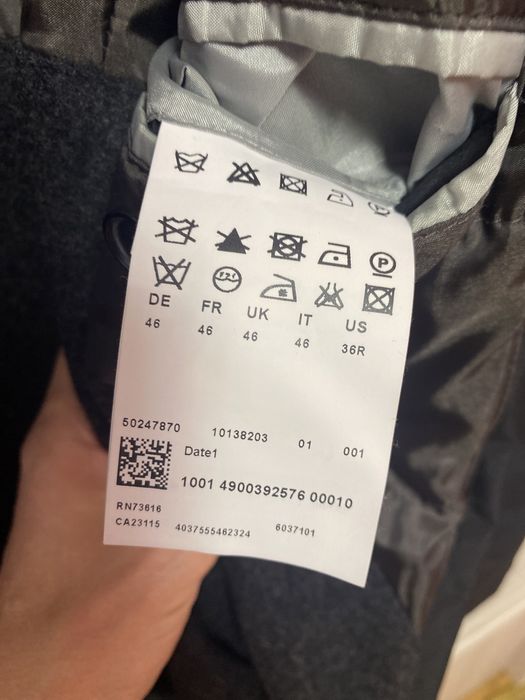 P
DE FR UK IT US
46 46 46 46 36R
50247870 10138203 01 001
Date1
1001 4900392576 00010
RN73616
CA23115 4037555462324 6037101